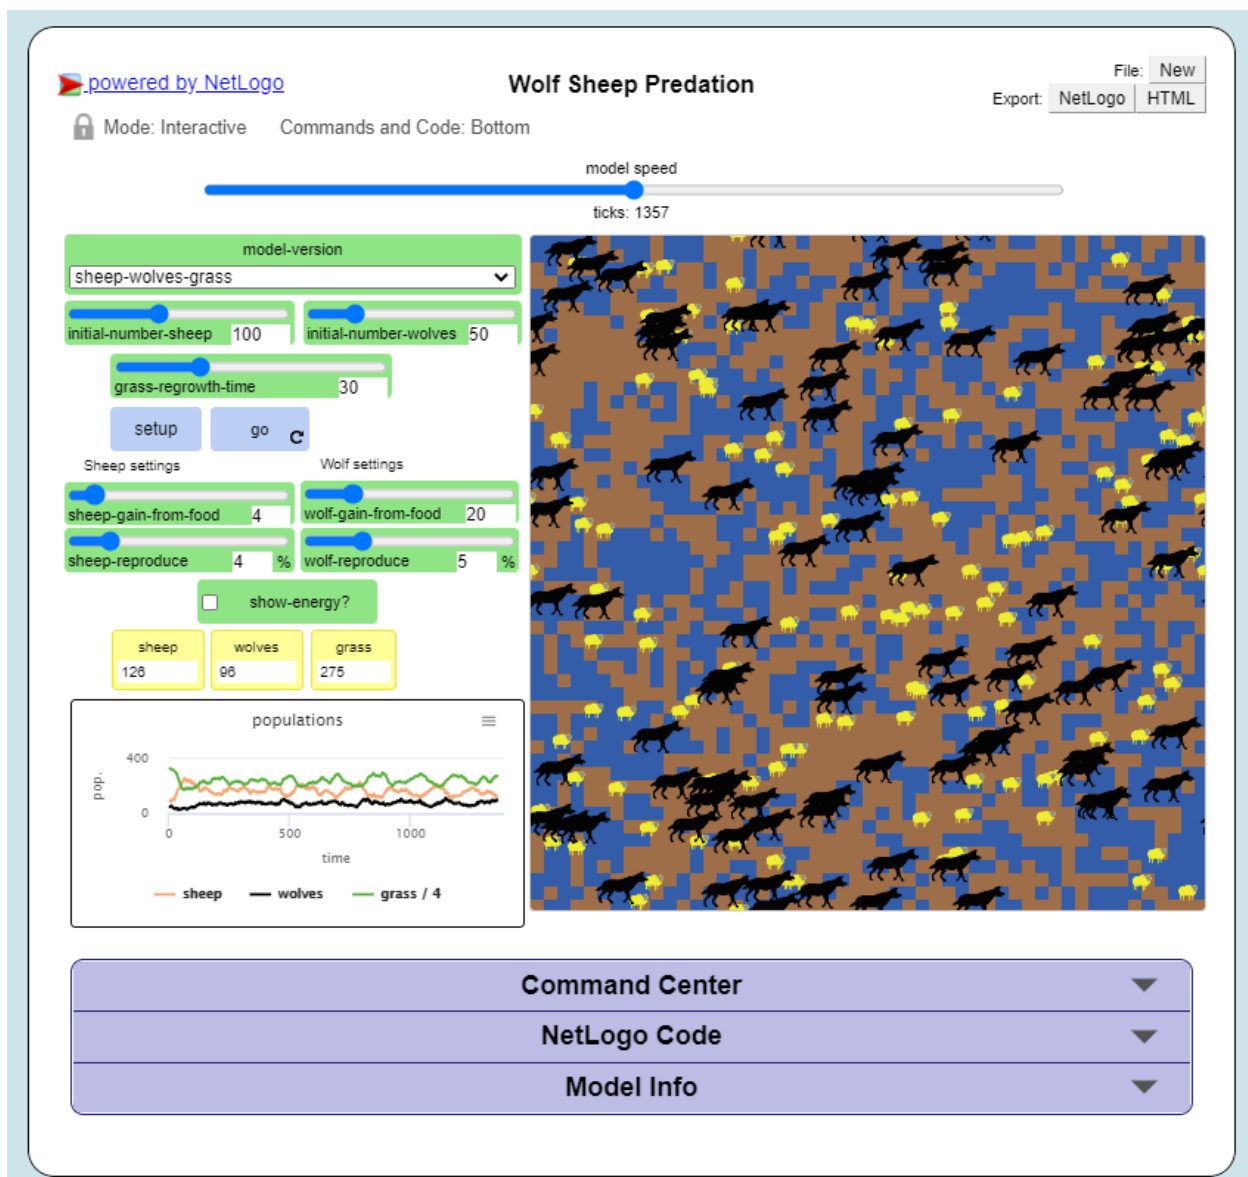 powered by NetLogo
Wolf Sheep Predation
File: New
Export: NetLogo HTML
Mode: Interactive Commands and Code: Bottom
model speed
ticks: 1357
model-version
sheep-wolves-grass
initial-number-sheep 100
initial-number-wolves 50
grass-regrowth-time 30
setup
go
Sheep settings
Wolf settings
sheep-gain-from-food 4
wolf-gain-from-food 20
sheep-reproduce 4 %
wolf-reproduce 5 %
show-energy?
sheep wolves grass
126 96 275
populations
400
pop.
0
0 500 1000
time
sheep wolves grass / 4
Command Center
NetLogo Code
Model Info